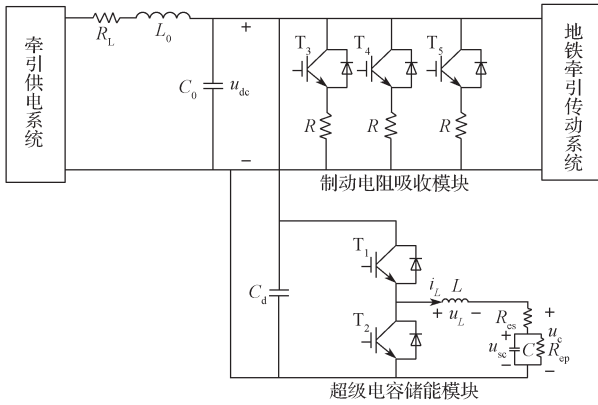 牵引供电系统
R_L
L_0
C_0
+
u_dc
−
T_3
T_4
T_5
R
R
R
地铁牵引传动系统
制动电阻吸收模块
C_d
T_1
T_2
i_L
L
+ u_L −
R_es
+
u_sc
−
C
R_ep
+
u_c
−
超级电容储能模块